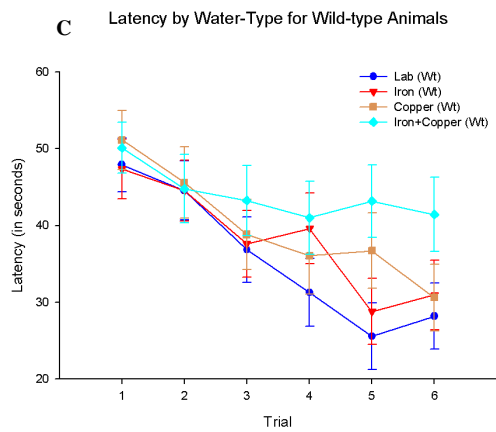 C
Latency by Water-Type for Wild-type Animals
Lab (Wt)
Iron (Wt)
Copper (Wt)
Iron+Copper (Wt)
Latency (in seconds)
60
50
40
30
20
1 2 3 4 5 6
Trial